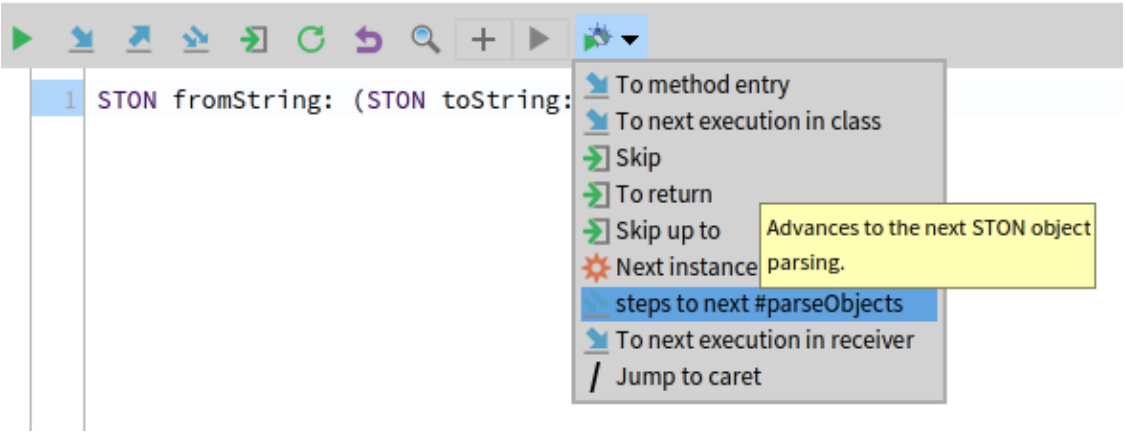 1 STON fromString: (STON toString:
To method entry
To next execution in class
Skip
To return
Skip up to
Next instance
Advances to the next STON object
parsing.
steps to next #parseObjects
To next execution in receiver
Jump to caret